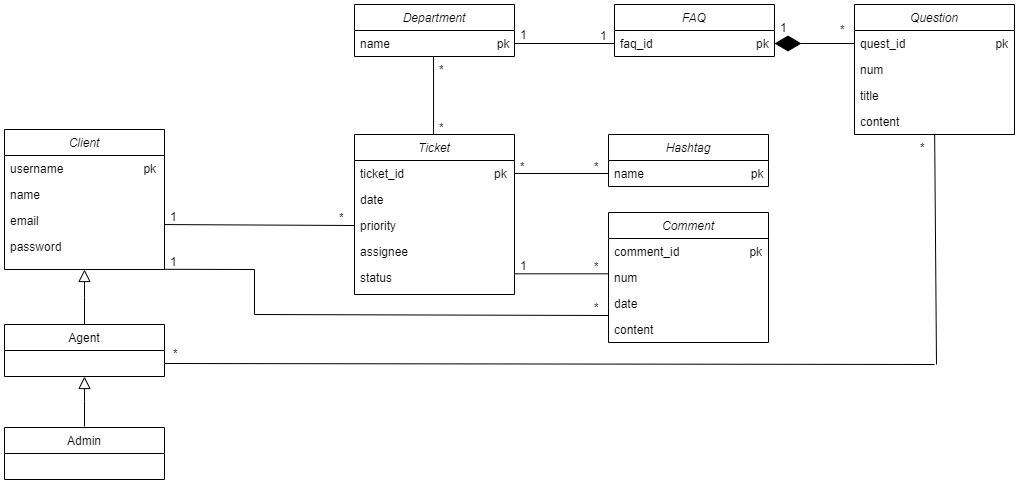 Department
name pk
1
1
FAQ
faq_id pk
1
*
Question
quest_id pk
num
title
content
*
*
*
Client
username pk
name
email
password
1
*
1
Ticket
ticket_id pk
date
priority
assignee
status
*
*
Hashtag
name pk
1
*
*
Comment
comment_id pk
num
date
content
Agent
*
Admin